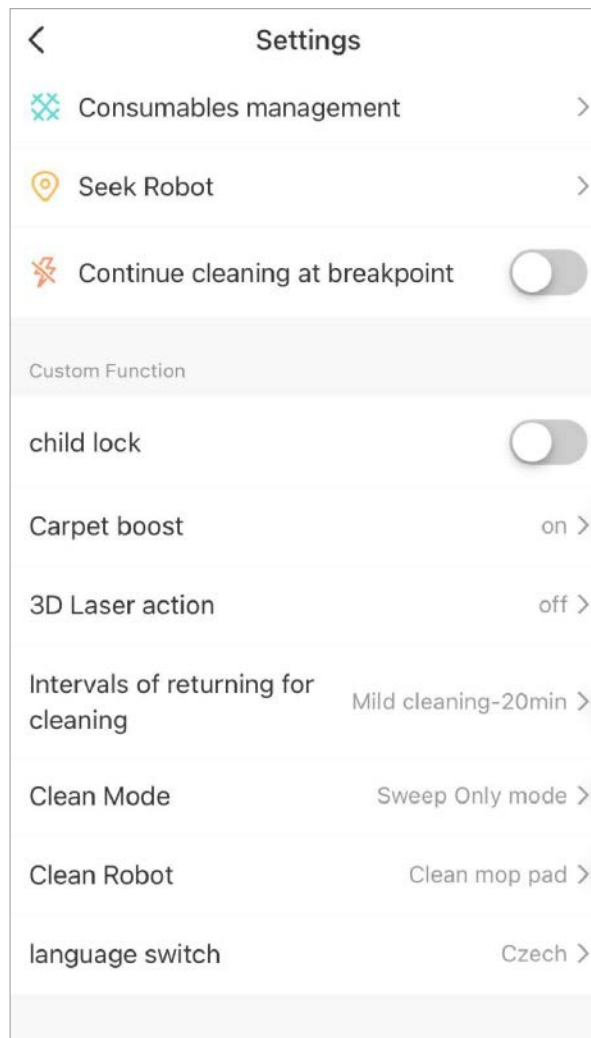 Settings
Consumables management
Seek Robot
Continue cleaning at breakpoint
Custom Function
child lock
Carpet boost
on
3D Laser action
off
Intervals of returning for
cleaning
Mild cleaning-20min
Clean Mode
Sweep Only mode
Clean Robot
Clean mop pad
language switch
Czech